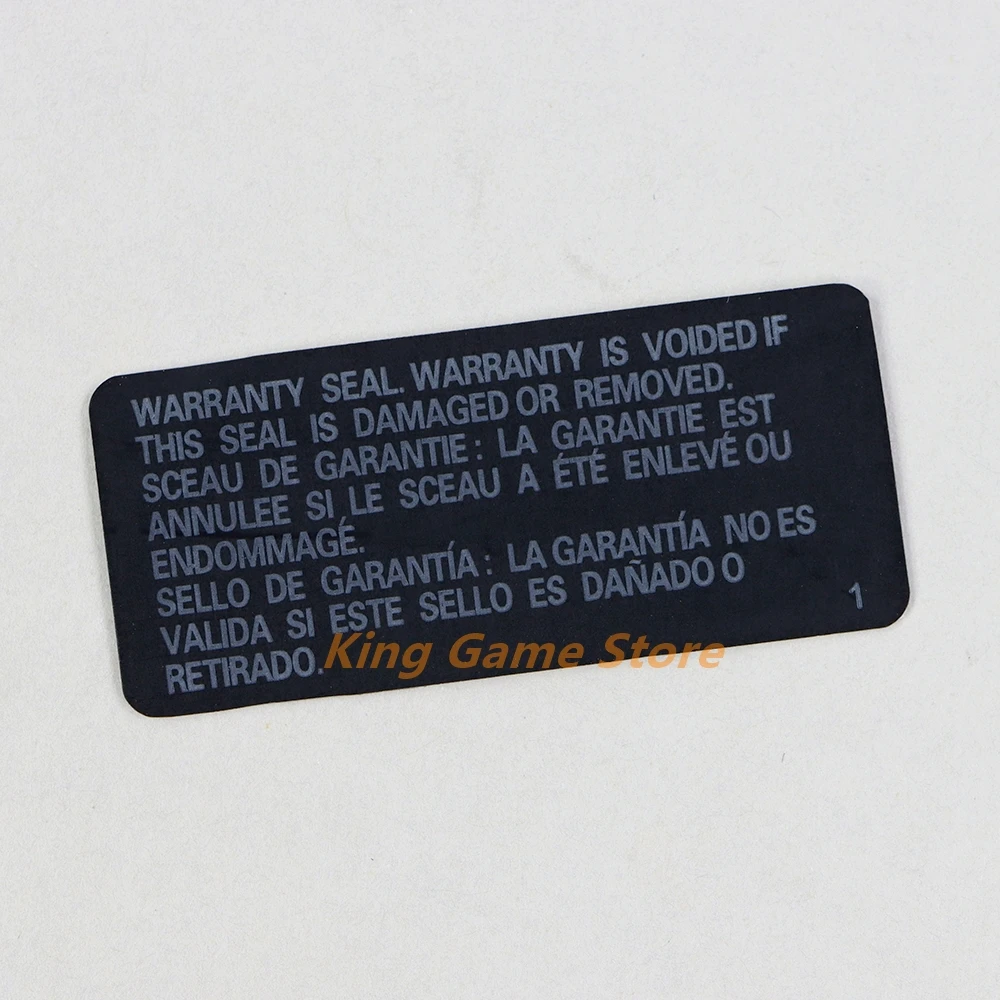 WARRANTY SEAL. WARRANTY IS VOIDED IF
THIS SEAL IS DAMAGED OR REMOVED.
SCEAU DE GARANTIE : LA GARANTIE EST
ANNULEE SI LE SCEAU A ÉTÉ ENLEVÉ OU
ENDOMMAGÉ.
SELLO DE GARANTÍA : LA GARANTÍA NO ES
VALIDA SI ESTE SELLO ES DAÑADO O
RETIRADO.
1
King Game Store